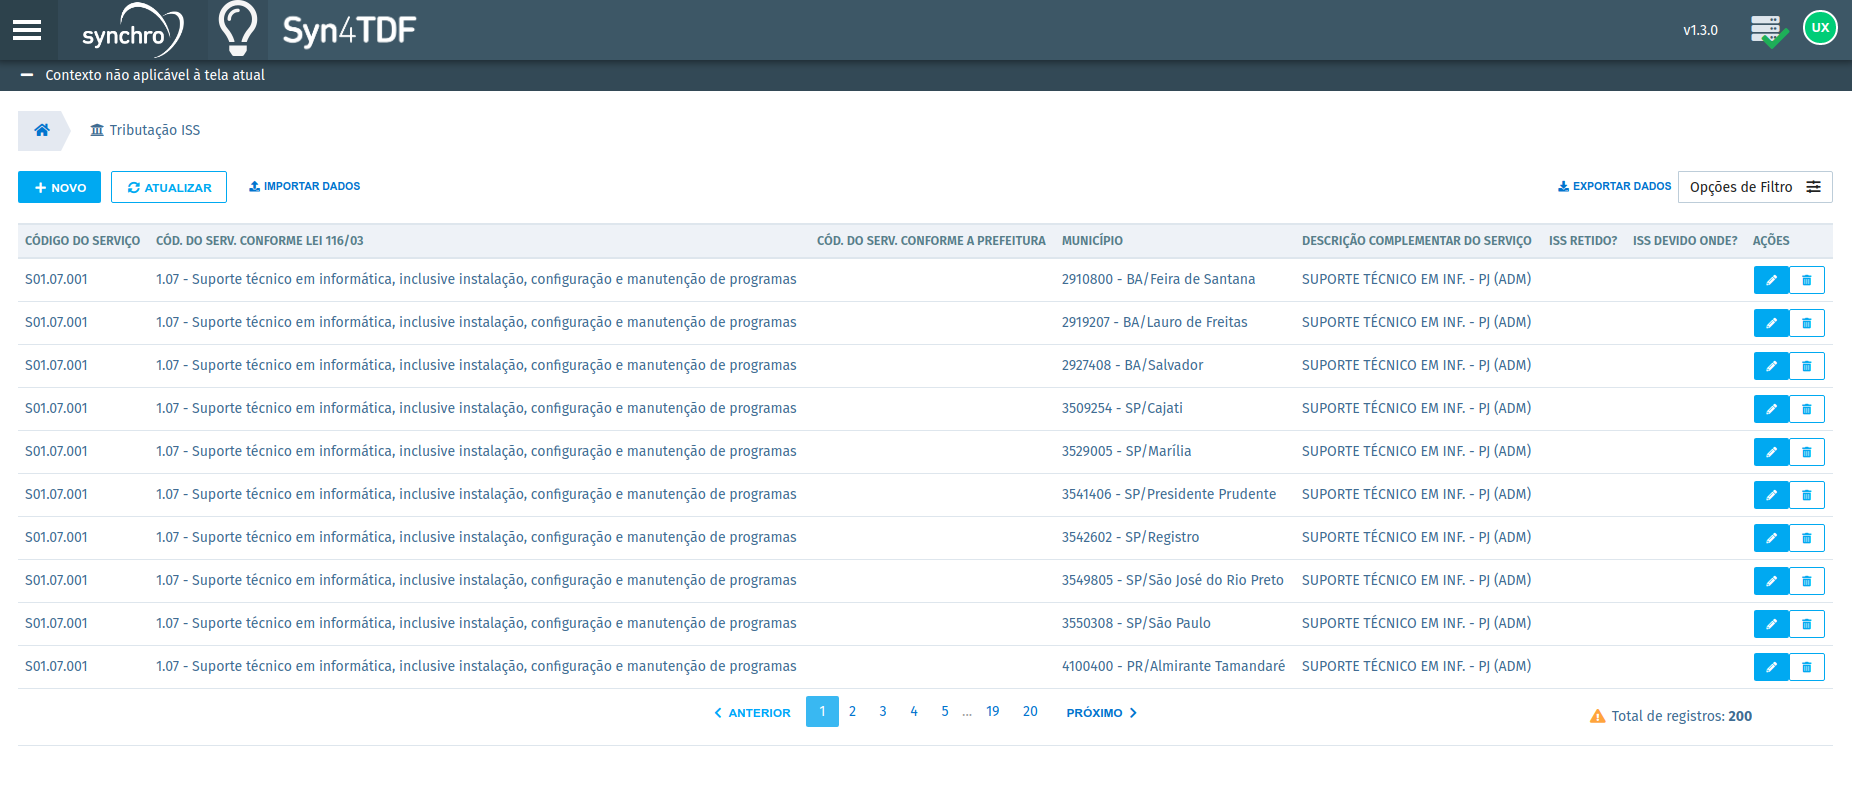 synchro Syn4TDF v1.3.0 UX
Contexto não aplicável à tela atual
Tributação ISS
NOVO ATUALIZAR IMPORTAR DADOS EXPORTAR DADOS Opções de Filtro
CÓDIGO DO SERVIÇO CÓD. DO SERV. CONFORME LEI 116/03 CÓD. DO SERV. CONFORME A PREFEITURA MUNICÍPIO DESCRIÇÃO COMPLEMENTAR DO SERVIÇO ISS RETIDO? ISS DEVIDO ONDE? AÇÕES
S01.07.001 1.07 - Suporte técnico em informática, inclusive instalação, configuração e manutenção de programas 2910800 - BA/Feira de Santana SUPORTE TÉCNICO EM INF. - PJ (ADM)
S01.07.001 1.07 - Suporte técnico em informática, inclusive instalação, configuração e manutenção de programas 2919207 - BA/Lauro de Freitas SUPORTE TÉCNICO EM INF. - PJ (ADM)
S01.07.001 1.07 - Suporte técnico em informática, inclusive instalação, configuração e manutenção de programas 2927408 - BA/Salvador SUPORTE TÉCNICO EM INF. - PJ (ADM)
S01.07.001 1.07 - Suporte técnico em informática, inclusive instalação, configuração e manutenção de programas 3509254 - SP/Cajati SUPORTE TÉCNICO EM INF. - PJ (ADM)
S01.07.001 1.07 - Suporte técnico em informática, inclusive instalação, configuração e manutenção de programas 3529005 - SP/Marília SUPORTE TÉCNICO EM INF. - PJ (ADM)
S01.07.001 1.07 - Suporte técnico em informática, inclusive instalação, configuração e manutenção de programas 3541406 - SP/Presidente Prudente SUPORTE TÉCNICO EM INF. - PJ (ADM)
S01.07.001 1.07 - Suporte técnico em informática, inclusive instalação, configuração e manutenção de programas 3542602 - SP/Registro SUPORTE TÉCNICO EM INF. - PJ (ADM)
S01.07.001 1.07 - Suporte técnico em informática, inclusive instalação, configuração e manutenção de programas 3549805 - SP/São José do Rio Preto SUPORTE TÉCNICO EM INF. - PJ (ADM)
S01.07.001 1.07 - Suporte técnico em informática, inclusive instalação, configuração e manutenção de programas 3550308 - SP/São Paulo SUPORTE TÉCNICO EM INF. - PJ (ADM)
S01.07.001 1.07 - Suporte técnico em informática, inclusive instalação, configuração e manutenção de programas 4100400 - PR/Almirante Tamandaré SUPORTE TÉCNICO EM INF. - PJ (ADM)
ANTERIOR 1 2 3 4 5 ... 19 20 PRÓXIMO Total de registros: 200